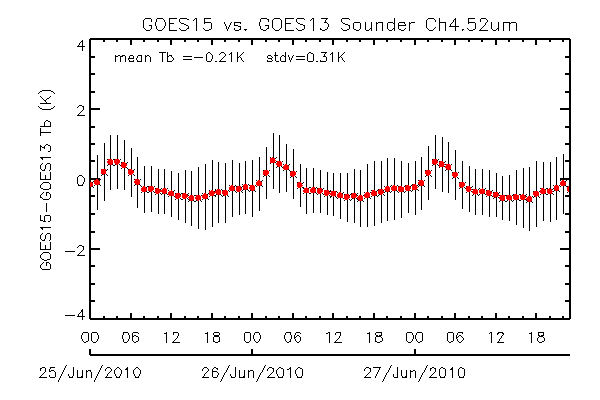 GOES15 vs. GOES13 Sounder Ch4.52um
mean Tb =-0.21K stdv=0.31K
GOES15-GOES13 Tb (K)
4
2
0
-2
-4
00 06 12 18 00 06 12 18 00 06 12 18
25/Jun/2010 26/Jun/2010 27/Jun/2010